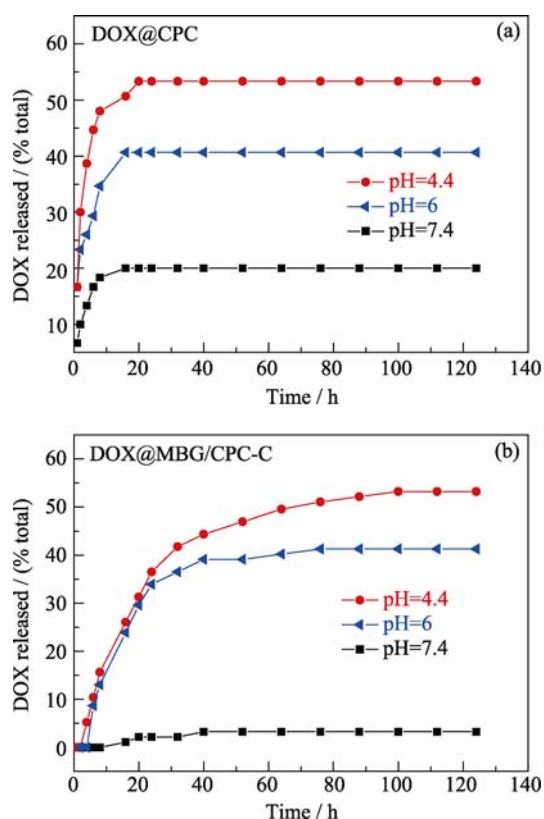 DOX@CPC
(a)
50
40
30
20
10
DOX released / (% total)
pH=4.4
pH=6
pH=7.4
0 20 40 60 80 100 120 140
Time / h
DOX@MBG/CPC-C
(b)
60
50
40
30
20
10
0
DOX released / (% total)
pH=4.4
pH=6
pH=7.4
0 20 40 60 80 100 120 140
Time / h